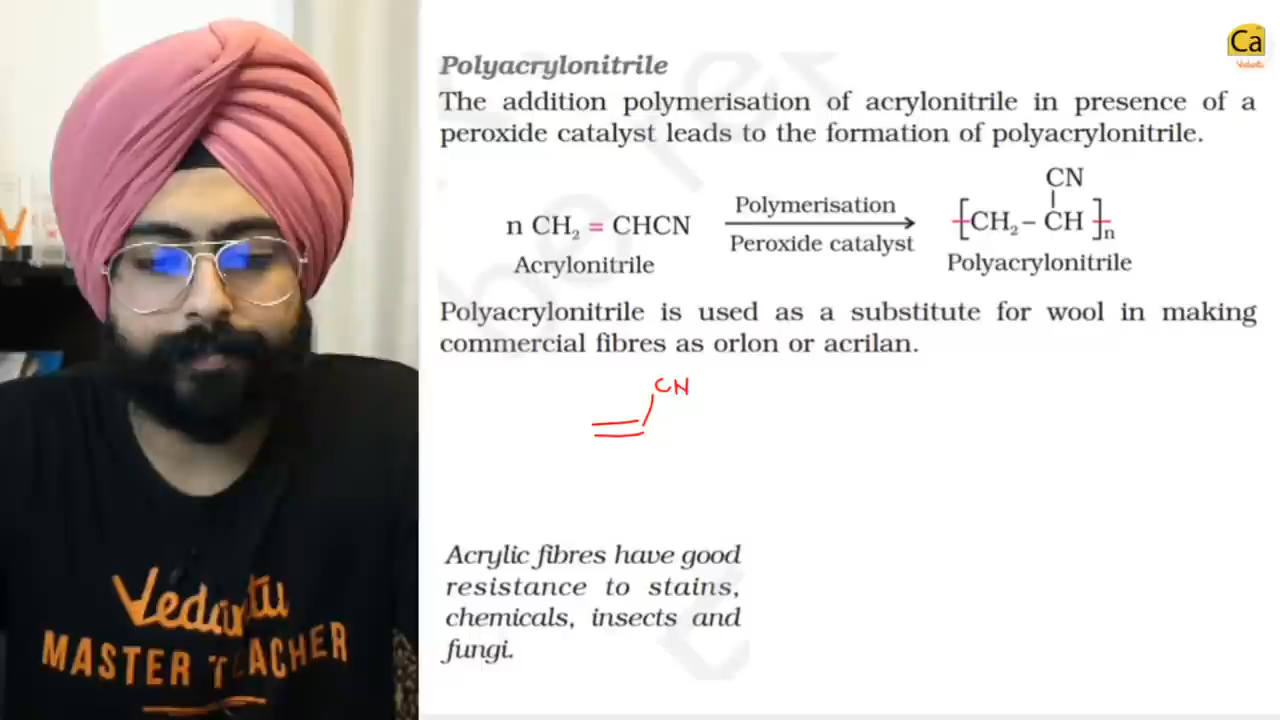 Ca
Vedantu
Polyacrylonitrile
The addition polymerisation of acrylonitrile in presence of a
peroxide catalyst leads to the formation of polyacrylonitrile.
n CH₂ = CHCN
Acrylonitrile
Polymerisation
Peroxide catalyst
CN
[CH₂ – CH]n
Polyacrylonitrile
Polyacrylonitrile is used as a substitute for wool in making
commercial fibres as orlon or acrilan.
CN
Acrylic fibres have good
resistance to stains,
chemicals, insects and
fungi.
Vedantu
MASTER TEACHER